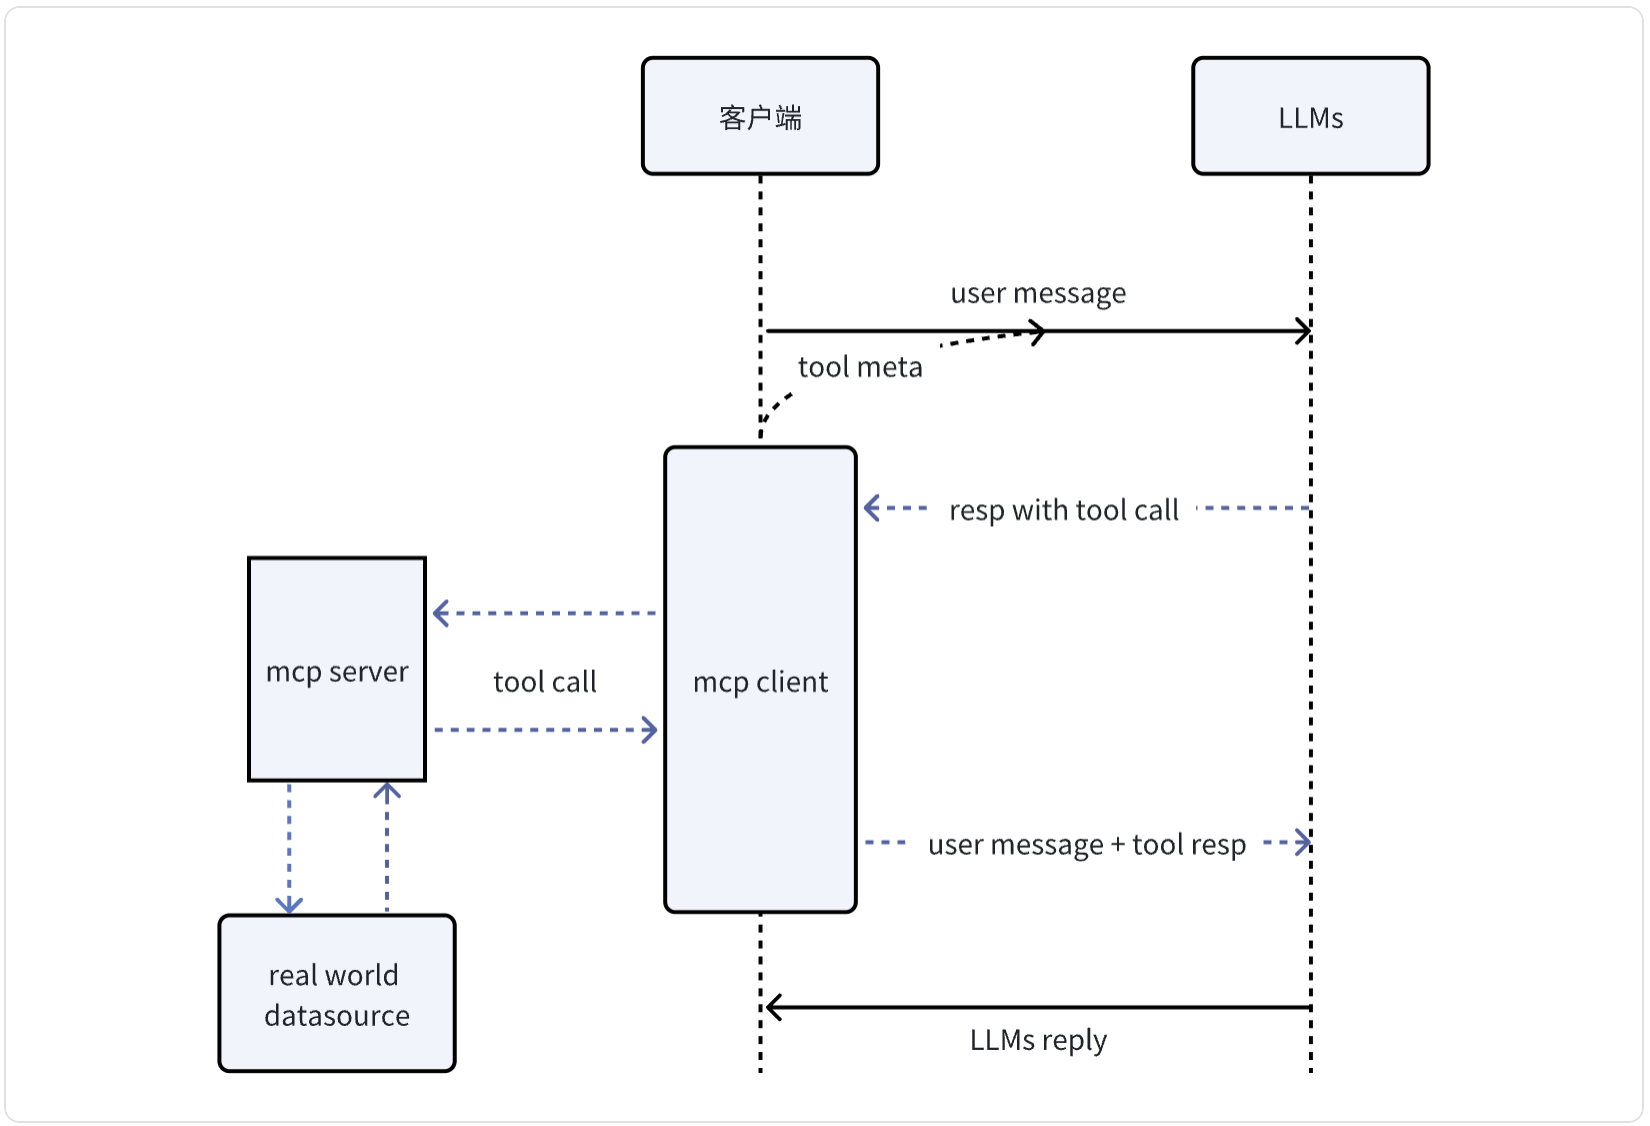 客户端
LLMs
user message
tool meta
resp with tool call
mcp server
tool call
mcp client
user message + tool resp
real world
datasource
LLMs reply